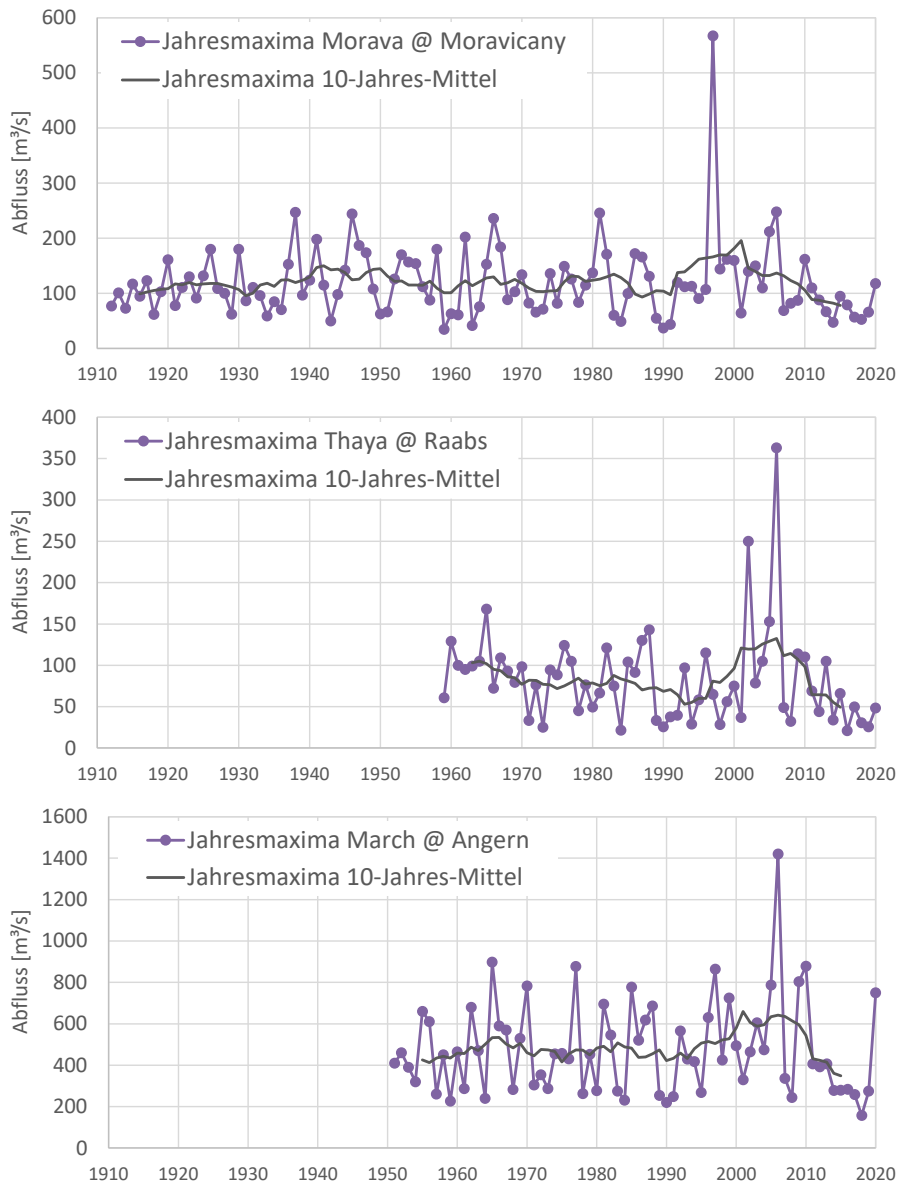 600
500
400
300
200
100
0
Abfluss [m³/s]
Jahresmaxima Morava @ Moravicany
Jahresmaxima 10-Jahres-Mittel
1910 1920 1930 1940 1950 1960 1970 1980 1990 2000 2010 2020
400
350
300
250
200
150
100
50
0
Abfluss [m³/s]
Jahresmaxima Thaya @ Raabs
Jahresmaxima 10-Jahres-Mittel
1910 1920 1930 1940 1950 1960 1970 1980 1990 2000 2010 2020
1600
1400
1200
1000
800
600
400
200
0
Abfluss [m³/s]
Jahresmaxima March @ Angern
Jahresmaxima 10-Jahres-Mittel
1910 1920 1930 1940 1950 1960 1970 1980 1990 2000 2010 2020